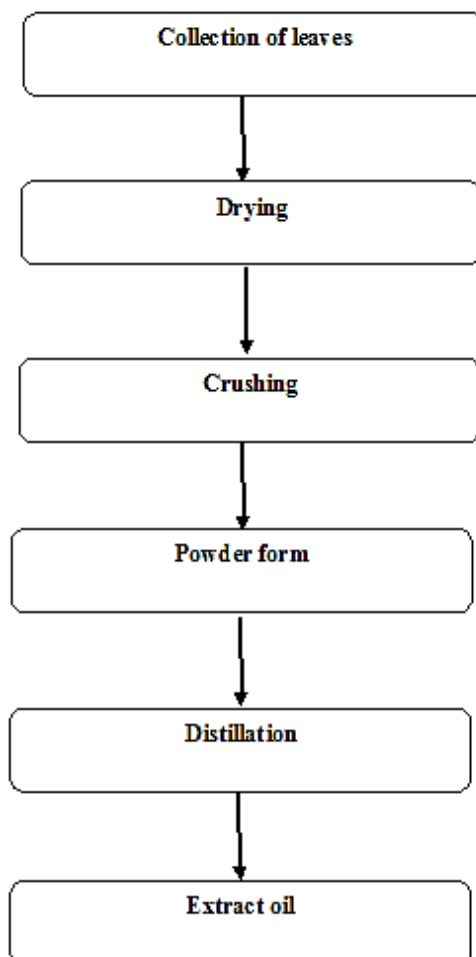 Collection of leaves
Drying
Crushing
Powder form
Distillation
Extract oil